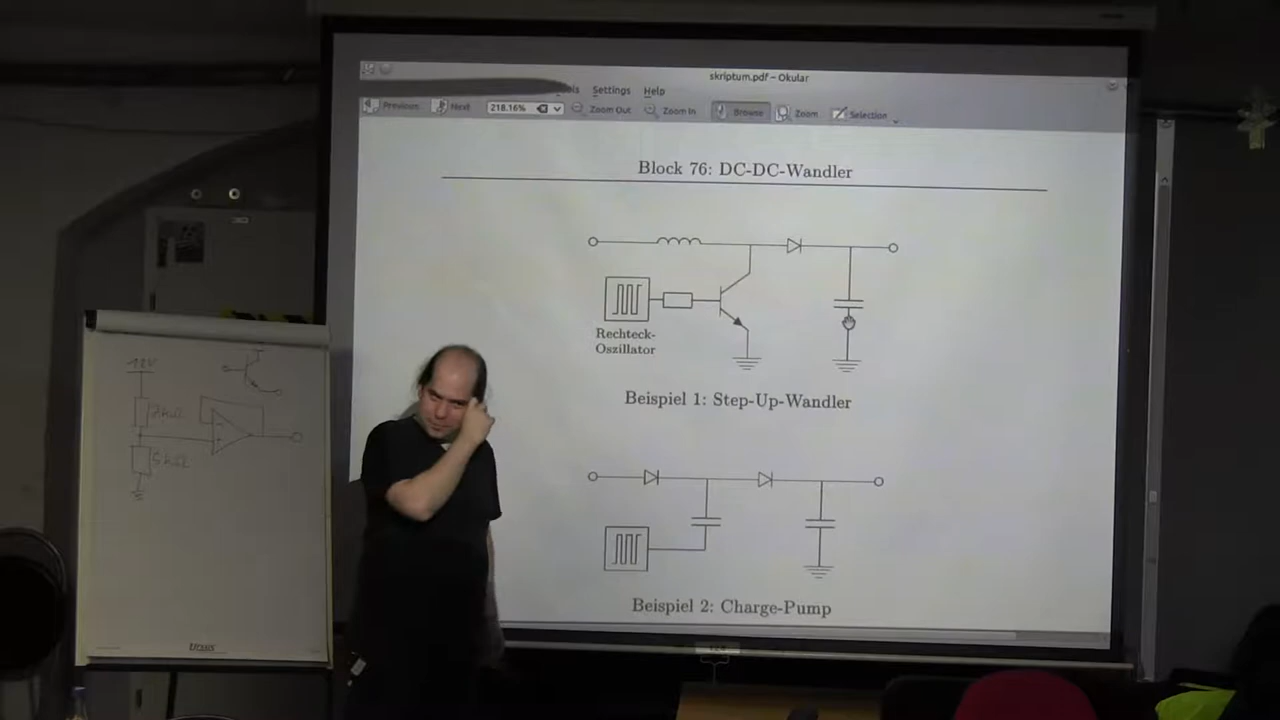 skriptum.pdf – Okular
Settings Help
Previous Next 218.16% Zoom Out Zoom In Browse Zoom Selection
Block 76: DC-DC-Wandler
Rechteck-
Oszillator
Beispiel 1: Step-Up-Wandler
Beispiel 2: Charge-Pump
12V